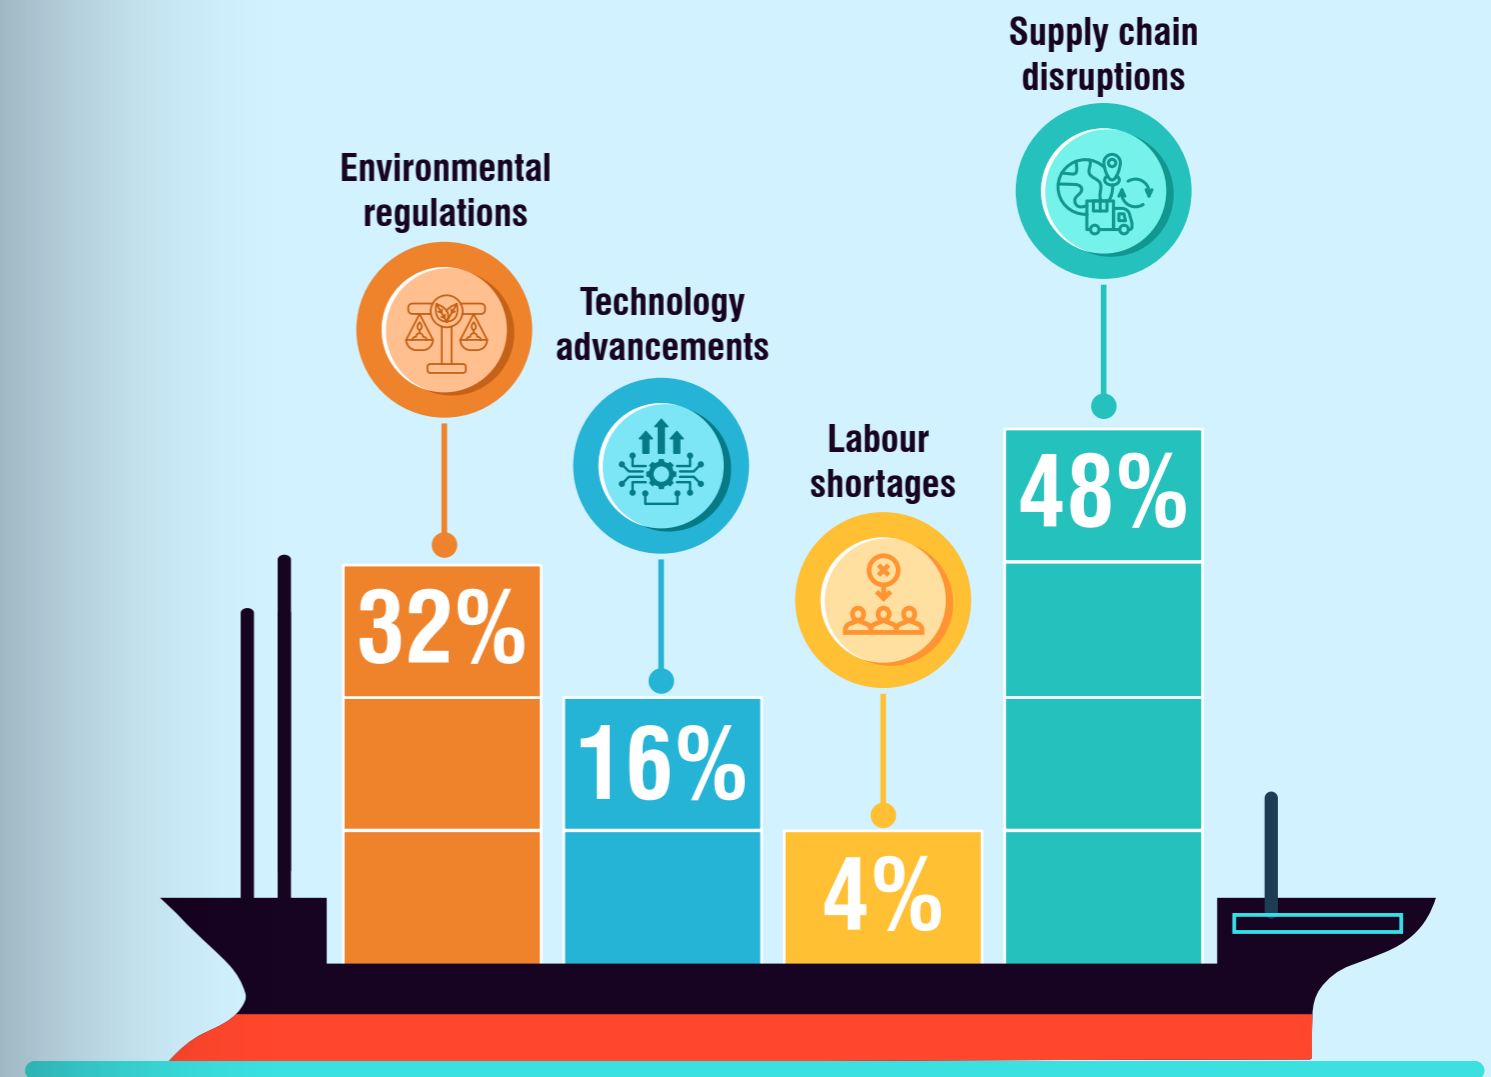 Supply chain
disruptions
Environmental
regulations
Technology
advancements
Labour
shortages
48%
32%
16%
4%